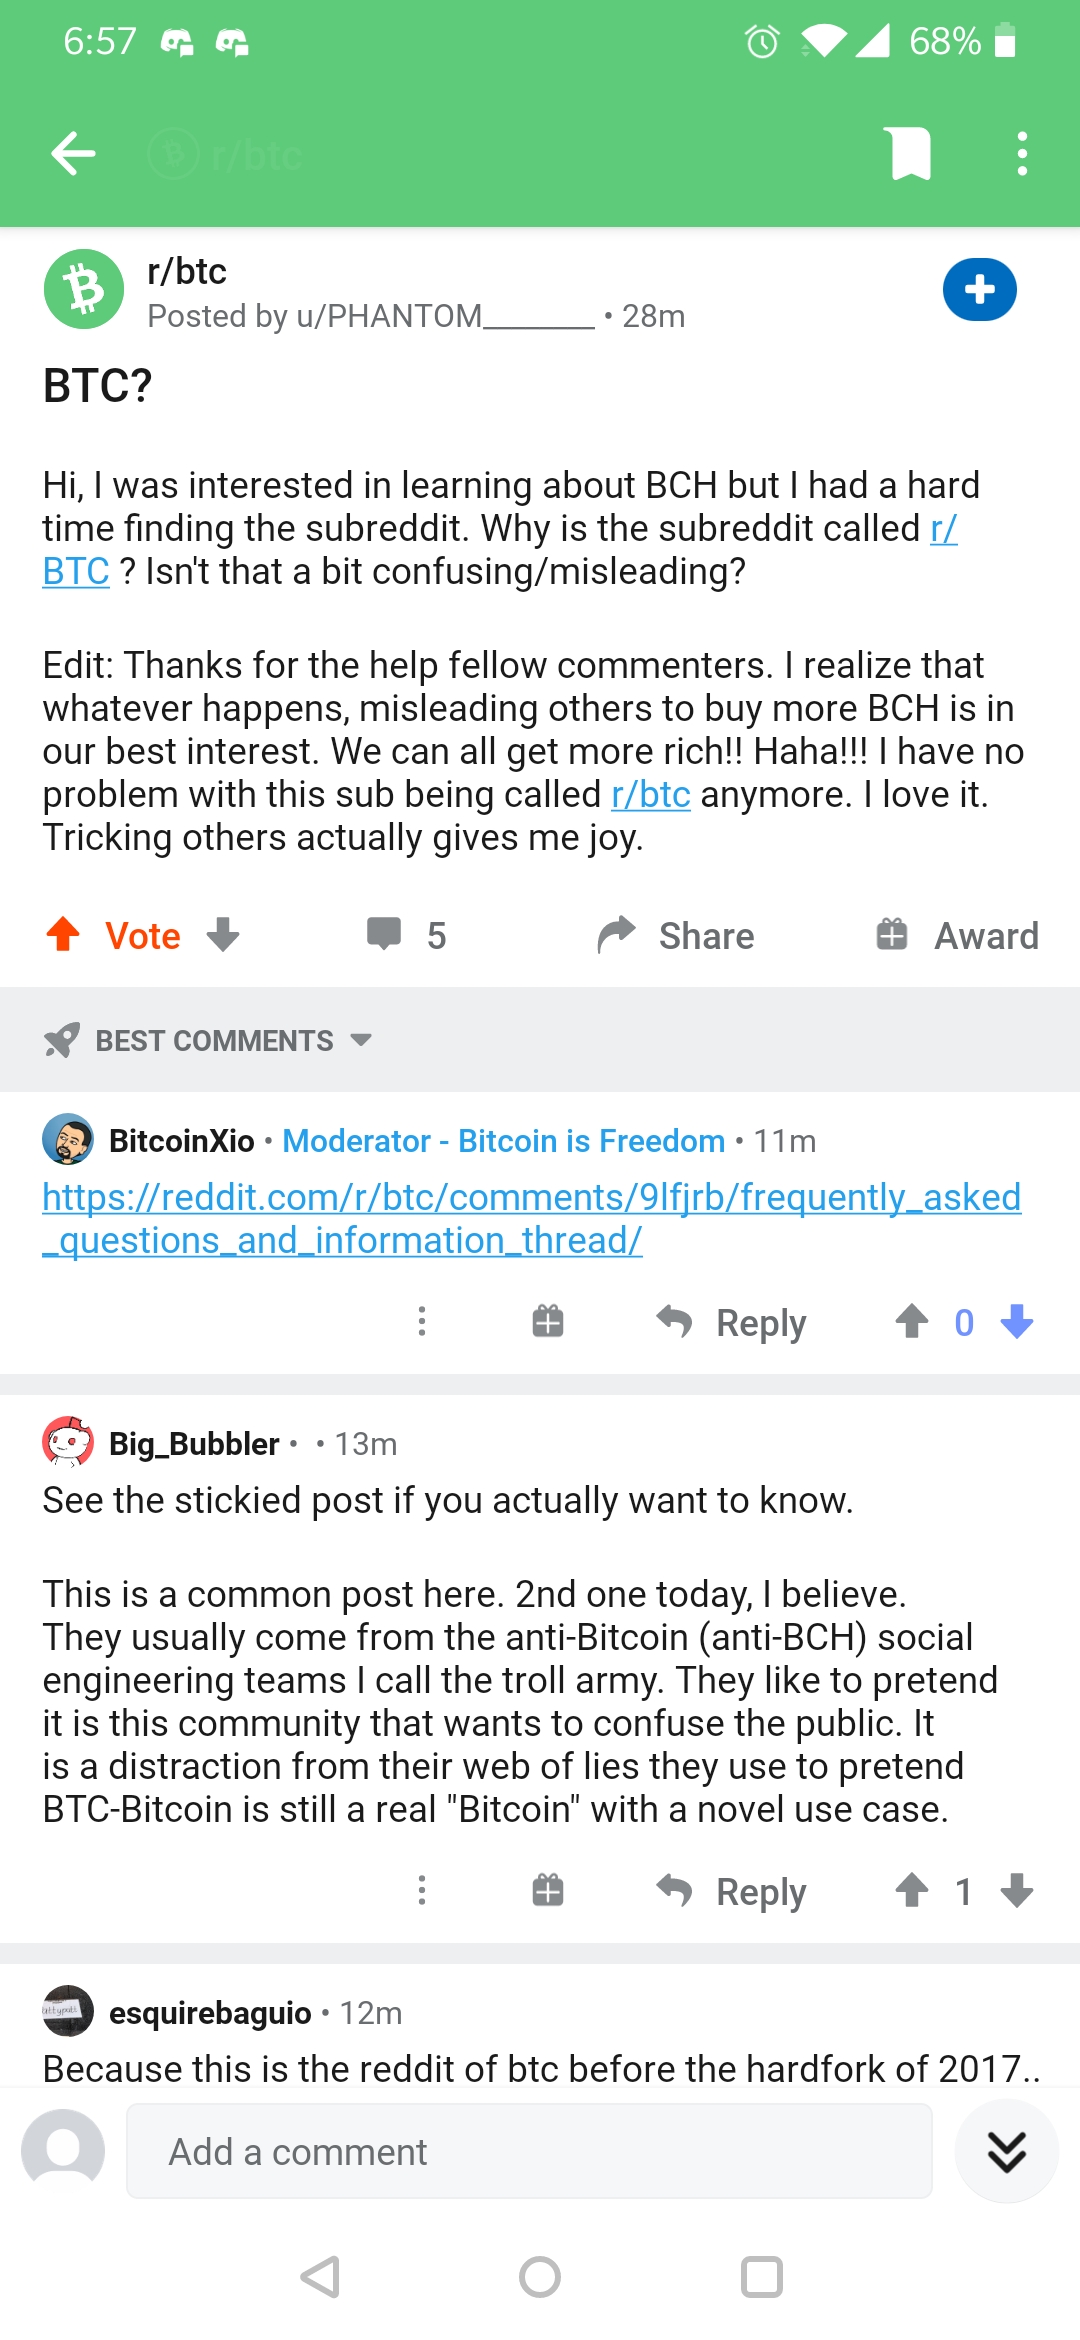 6:57
68%
r/btc
r/btc
Posted by u/PHANTOM_______ • 28m
BTC?
Hi, I was interested in learning about BCH but I had a hard
time finding the subreddit. Why is the subreddit called r/
BTC ? Isn't that a bit confusing/misleading?
Edit: Thanks for the help fellow commenters. I realize that
whatever happens, misleading others to buy more BCH is in
our best interest. We can all get more rich!! Haha!!! I have no
problem with this sub being called r/btc anymore. I love it.
Tricking others actually gives me joy.
Vote 5 Share Award
BEST COMMENTS
BitcoinXio • Moderator - Bitcoin is Freedom • 11m
https://reddit.com/r/btc/comments/9lfjrb/frequently_asked
_questions_and_information_thread/
Reply 0
Big_Bubbler • • 13m
See the stickied post if you actually want to know.
This is a common post here. 2nd one today, I believe.
They usually come from the anti-Bitcoin (anti-BCH) social
engineering teams I call the troll army. They like to pretend
it is this community that wants to confuse the public. It
is a distraction from their web of lies they use to pretend
BTC-Bitcoin is still a real "Bitcoin" with a novel use case.
Reply 1
esquirebaguio • 12m
Because this is the reddit of btc before the hardfork of 2017..
Add a comment